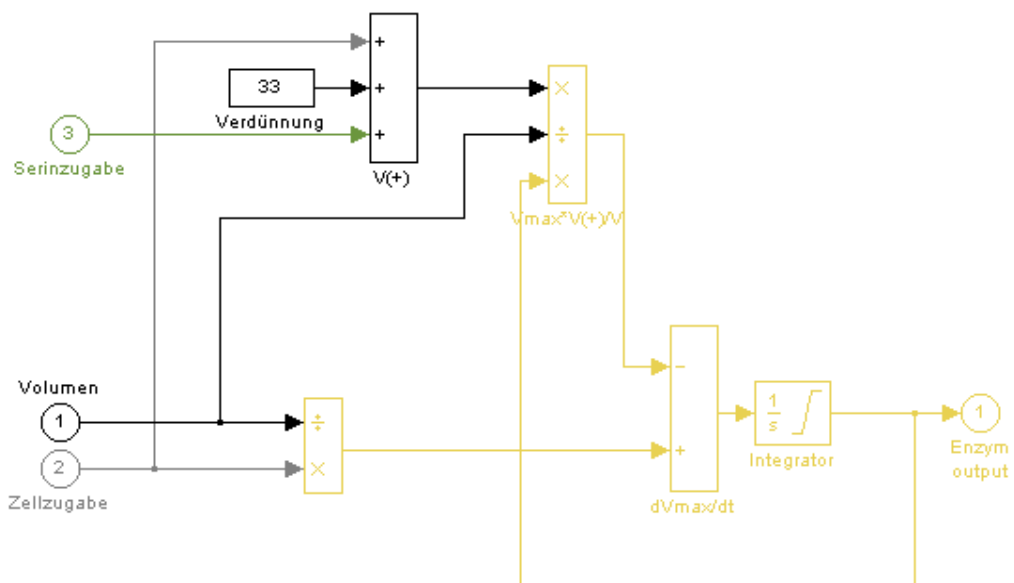 +
33
+
×
Verdünnung
3
+
÷
Serinzugabe
V(+)
×
Vmax*V(+)/V
−
Volumen
1
÷
1
s
1
+
Integrator
Enzym
output
2
×
Zellzugabe
dVmax/dt